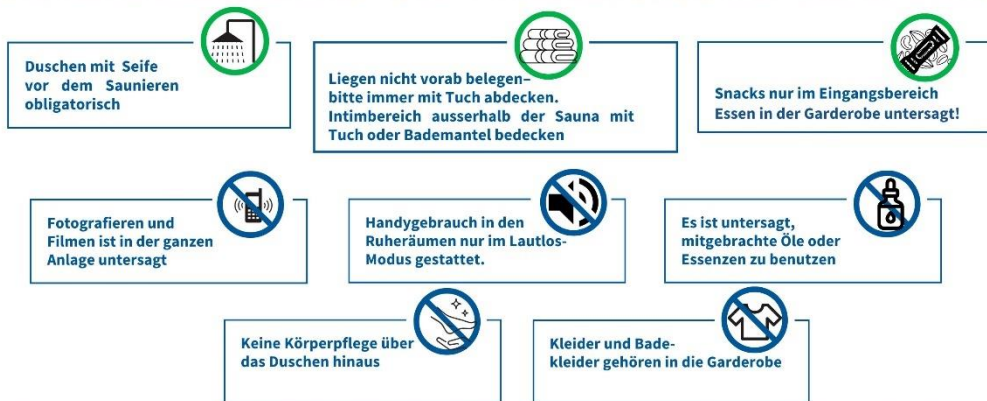 Duschen mit Seife
vor dem Saunieren
obligatorisch
Liegen nicht vorab belegen–
bitte immer mit Tuch abdecken.
Intimbereich ausserhalb der Sauna mit
Tuch oder Bademantel bedecken
Snacks nur im Eingangsbereich
Essen in der Garderobe untersagt!
Fotografieren und
Filmen ist in der ganzen
Anlage untersagt
Handygebrauch in den
Ruheräumen nur im Lautlos-
Modus gestattet.
Es ist untersagt,
mitgebrachte Öle oder
Essenzen zu benutzen
Keine Körperpflege über
das Duschen hinaus
Kleider und Bade-
kleider gehören in die Garderobe